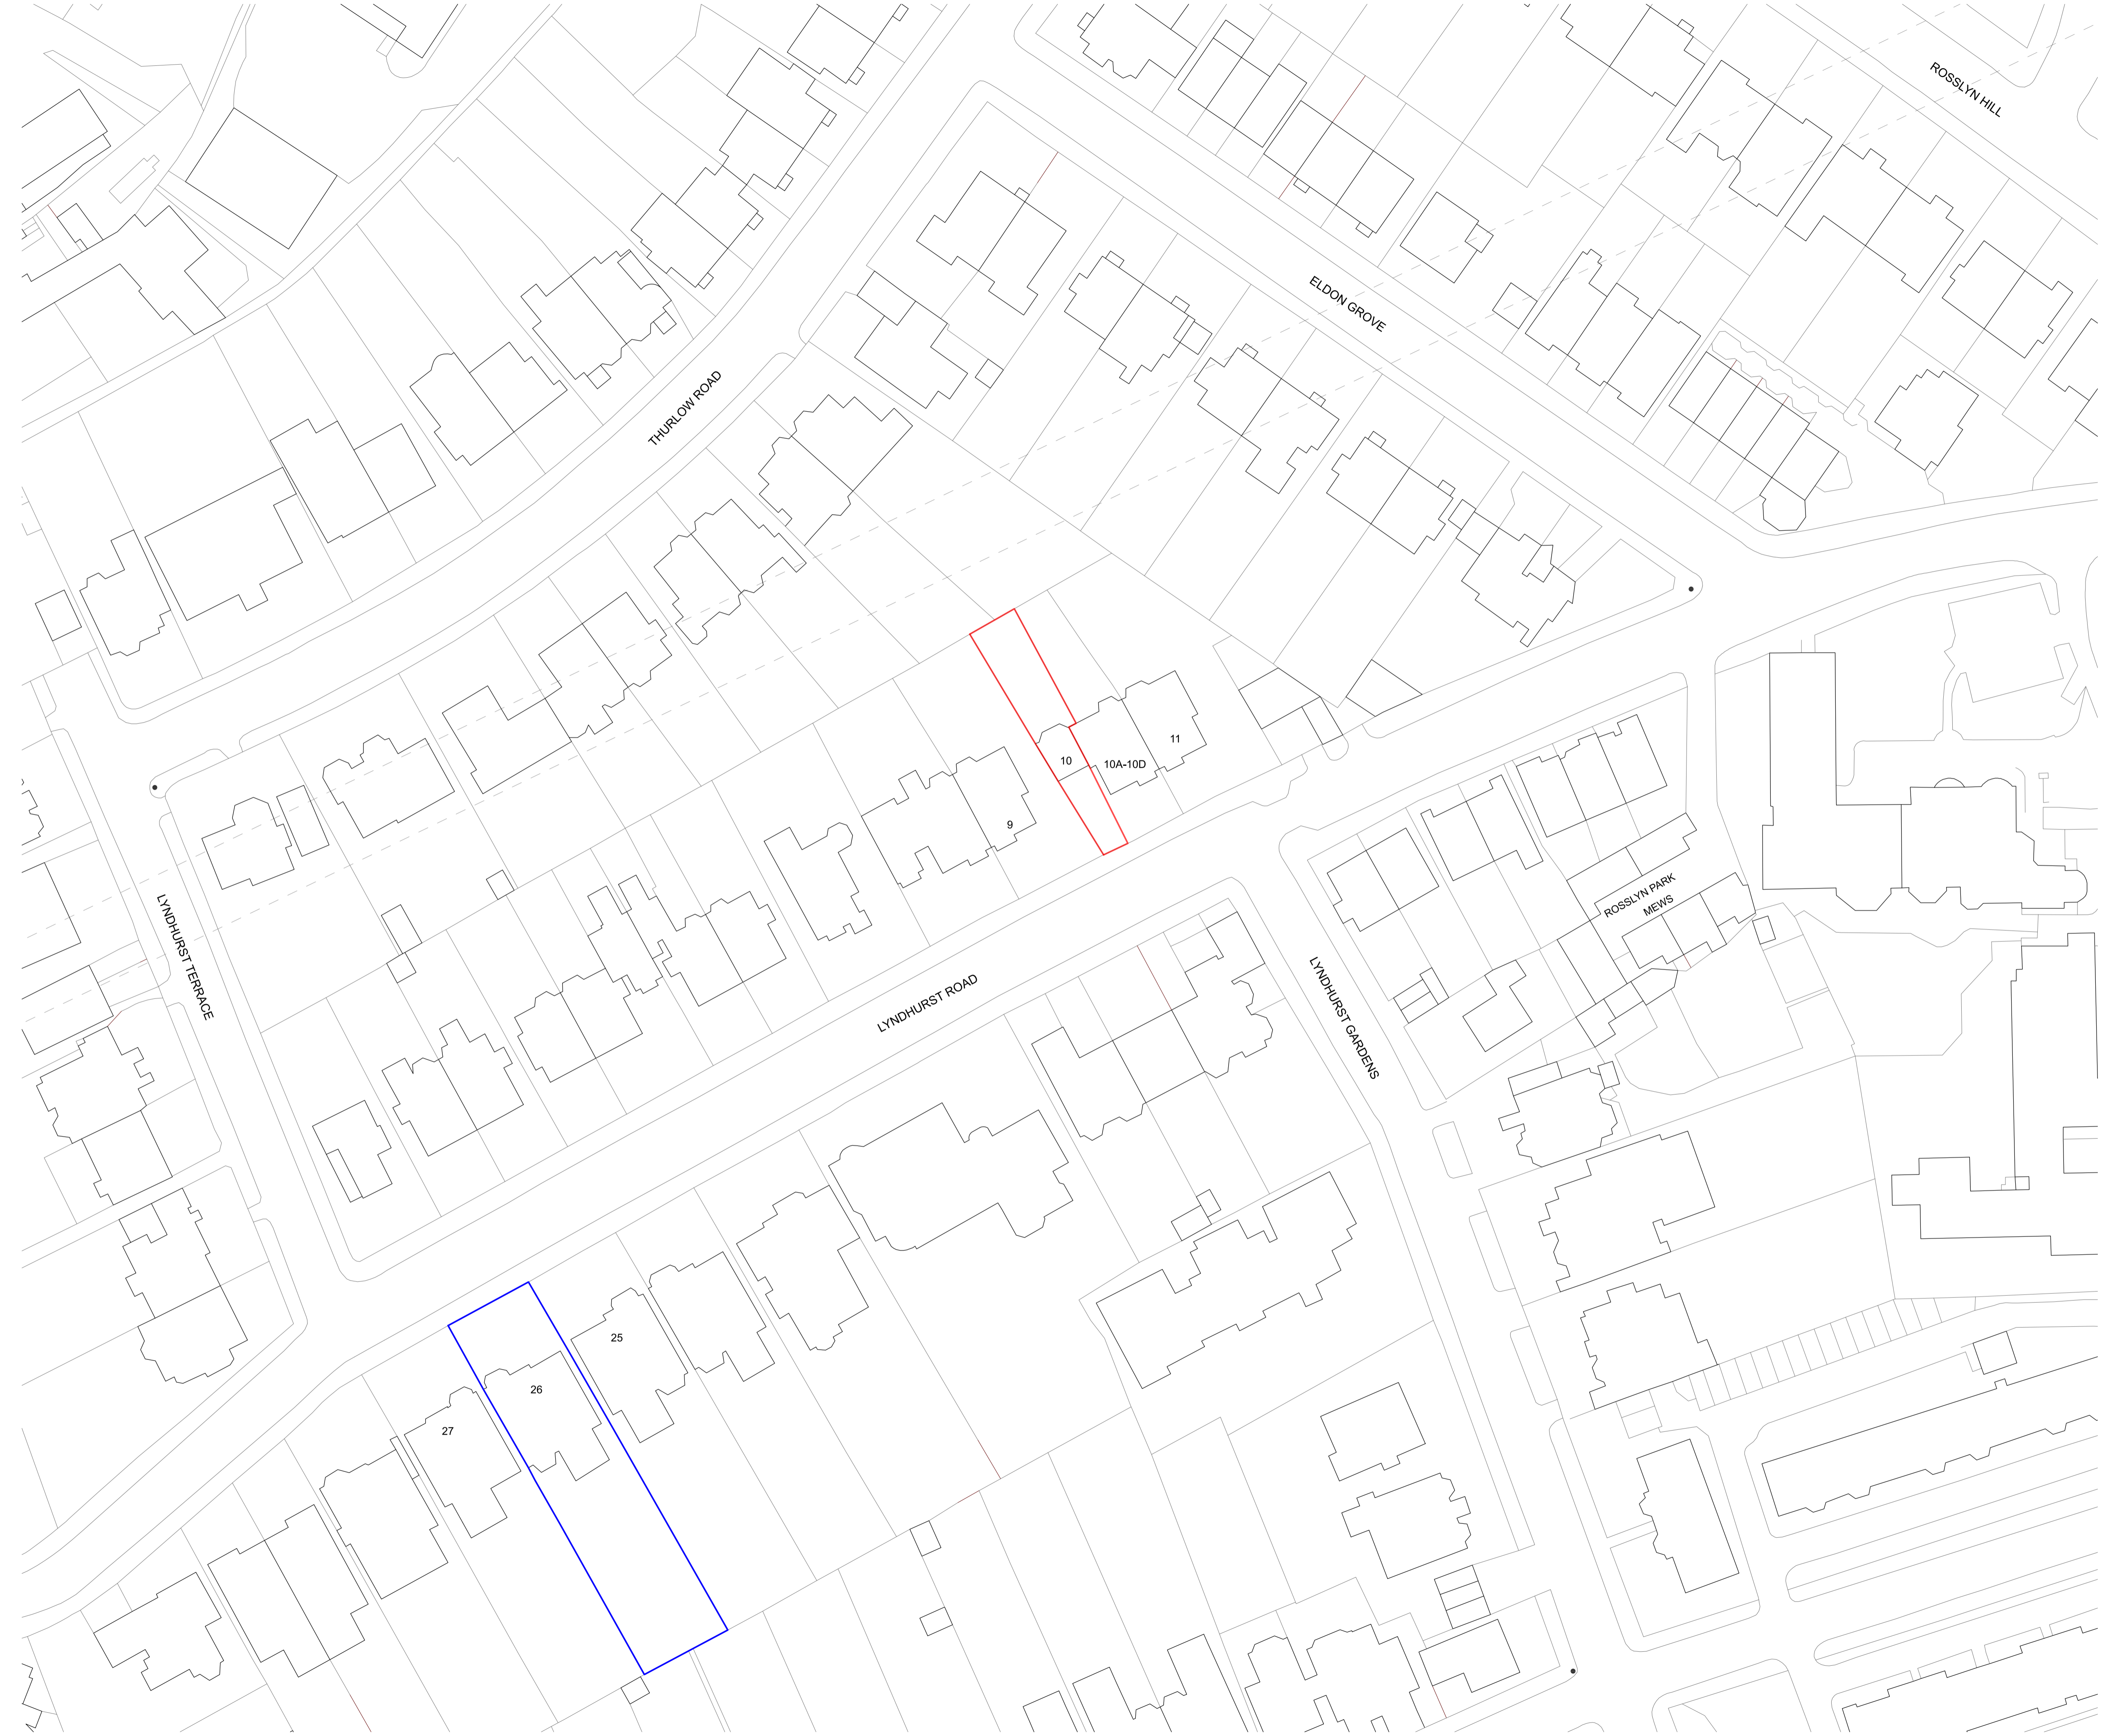 ROSSLYN HILL
ELDON GROVE
THURLOW ROAD
11
10
10A-10D
9
ROSSLYN PARK
MEWS
LYNDHURST TERRACE
LYNDHURST ROAD
LYNDHURST GARDENS
25
26
27